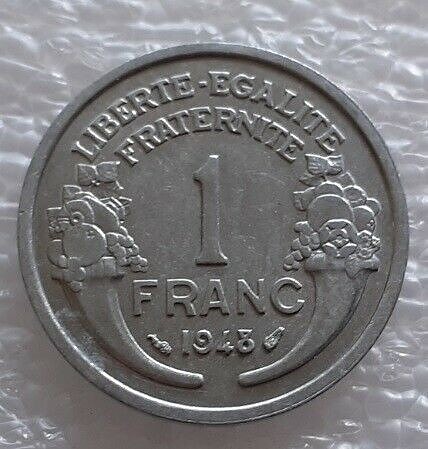 LIBERTE-EGALITE
FRATERNITE
1
FRANC
1948